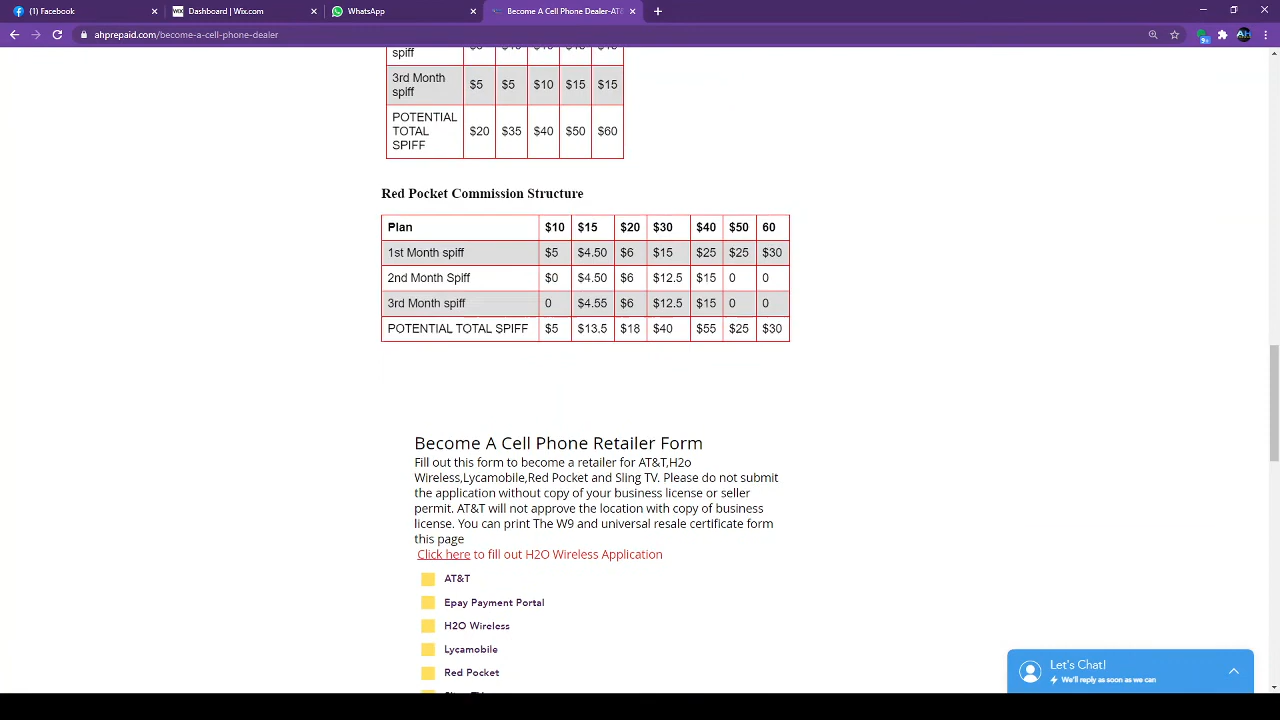 (1) Facebook
Dashboard | Wix.com
WhatsApp
Become A Cell Phone Dealer-AT&
ahprepaid.com/become-a-cell-phone-dealer
spiff
3rd Month spiff $5 $5 $10 $15 $15
POTENTIAL TOTAL SPIFF $20 $35 $40 $50 $60
Red Pocket Commission Structure
Plan $10 $15 $20 $30 $40 $50 60
1st Month spiff $5 $4.50 $6 $15 $25 $25 $30
2nd Month Spiff $0 $4.50 $6 $12.5 $15 0 0
3rd Month spiff 0 $4.55 $6 $12.5 $15 0 0
POTENTIAL TOTAL SPIFF $5 $13.5 $18 $40 $55 $25 $30
Become A Cell Phone Retailer Form
Fill out this form to become a retailer for AT&T,H2o
Wireless,Lycamobile,Red Pocket and Sling TV. Please do not submit
the application without copy of your business license or seller
permit. AT&T will not approve the location with copy of business
license. You can print The W9 and universal resale certificate form
this page
Click here to fill out H2O Wireless Application
AT&T
Epay Payment Portal
H2O Wireless
Lycamobile
Red Pocket
Let's Chat!
We'll reply as soon as we can